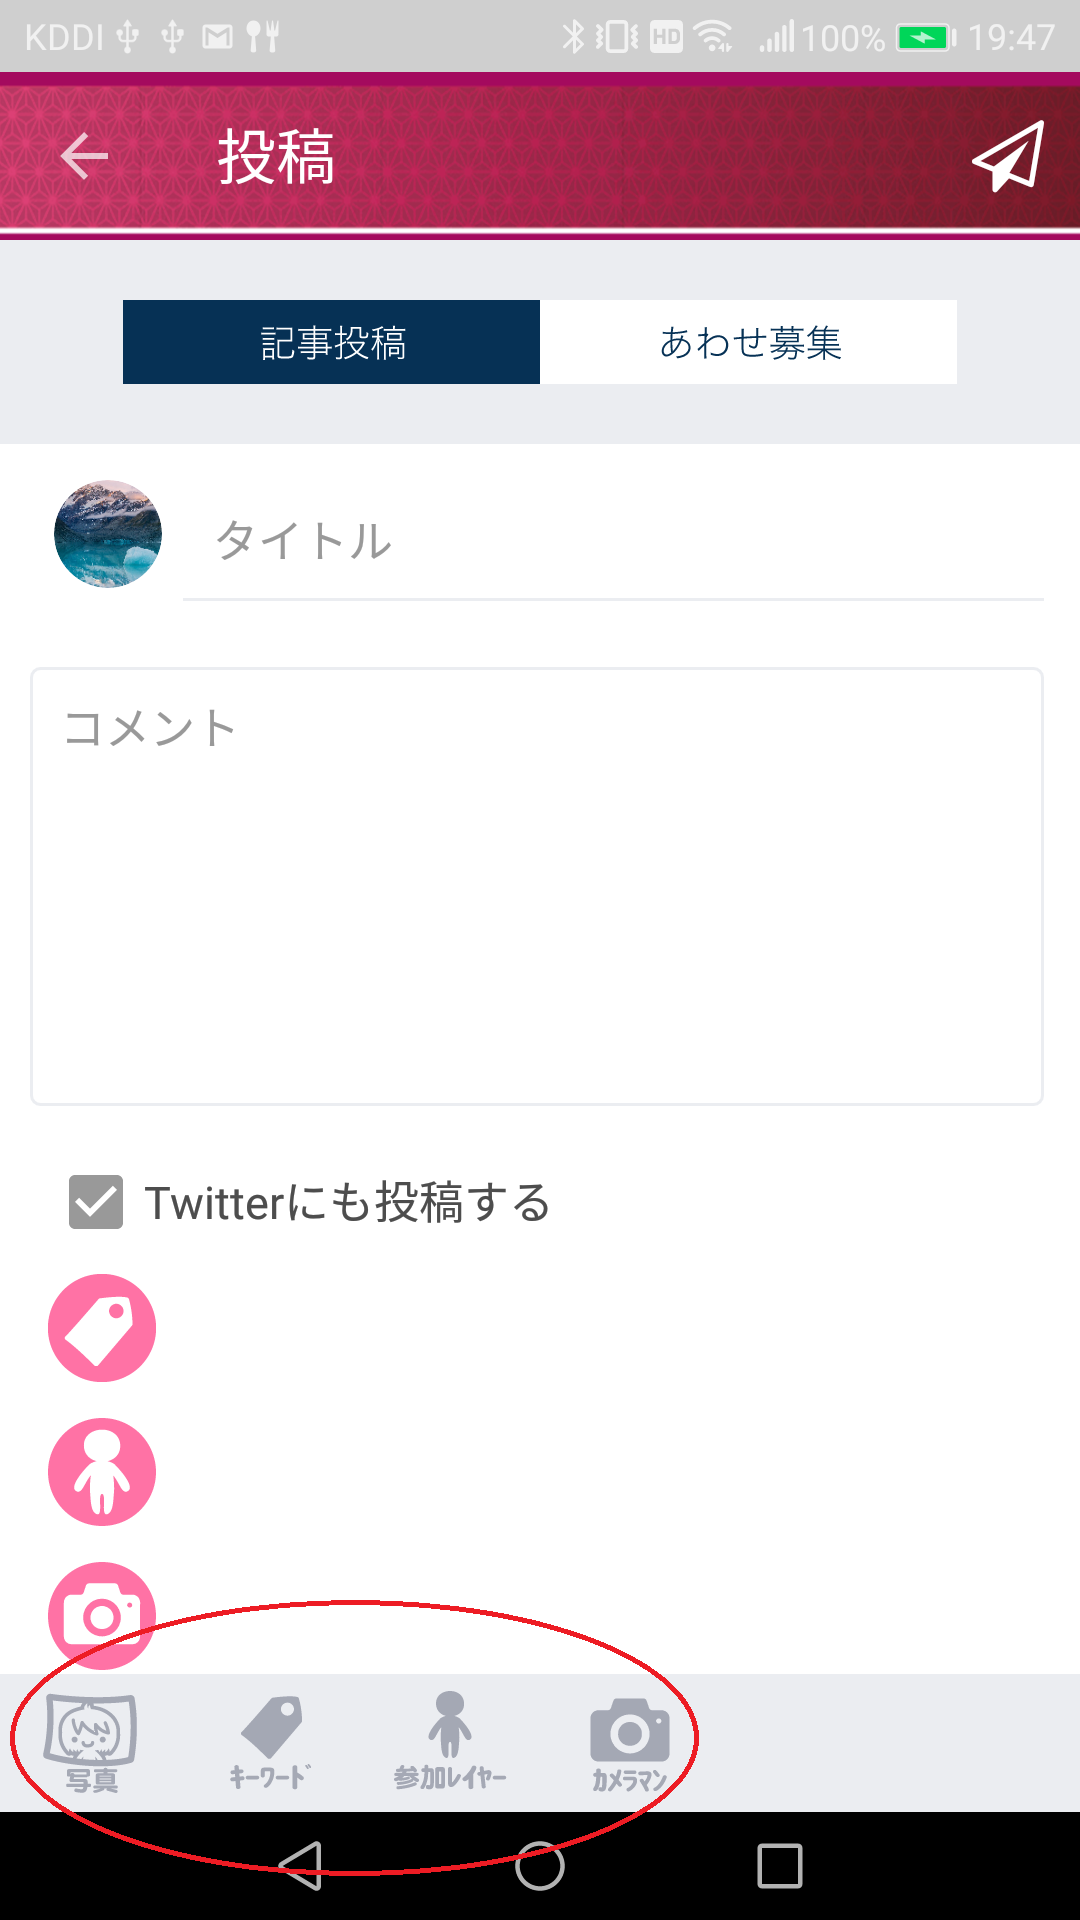 KDDI HD 100% 19:47
投稿
記事投稿 あわせ募集
タイトル
コメント
Twitterにも投稿する
写真 キーワード 参加レイヤー カメラマン